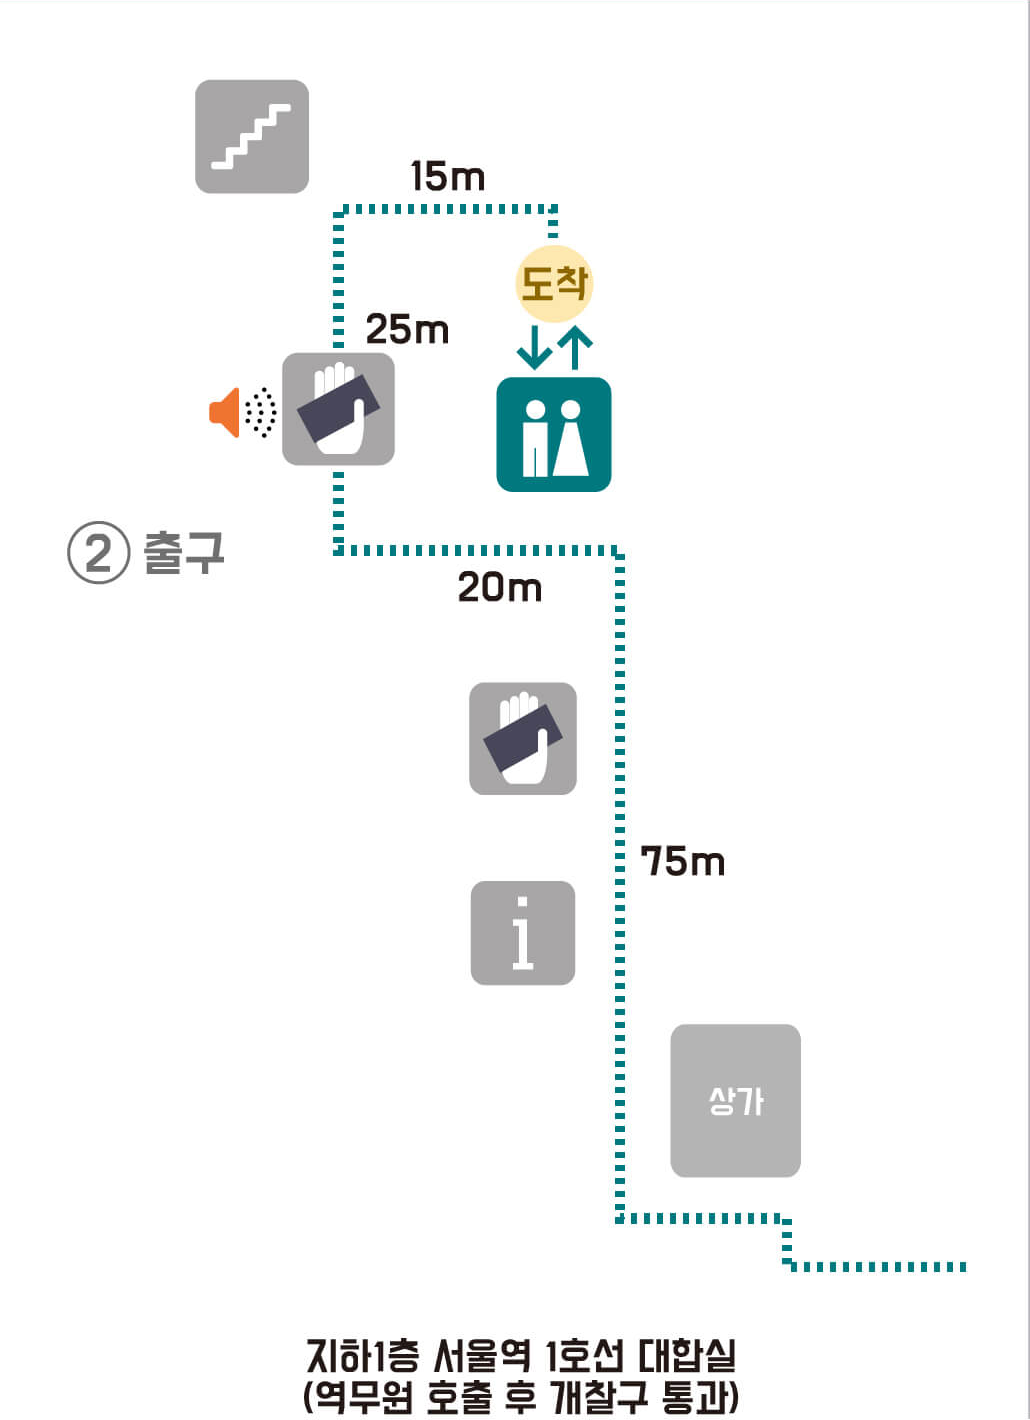 15m
도착
25m
② 출구
20m
75m
i
상가
지하1층 서울역 1호선 대합실
(역무원 호출 후 개찰구 통과)